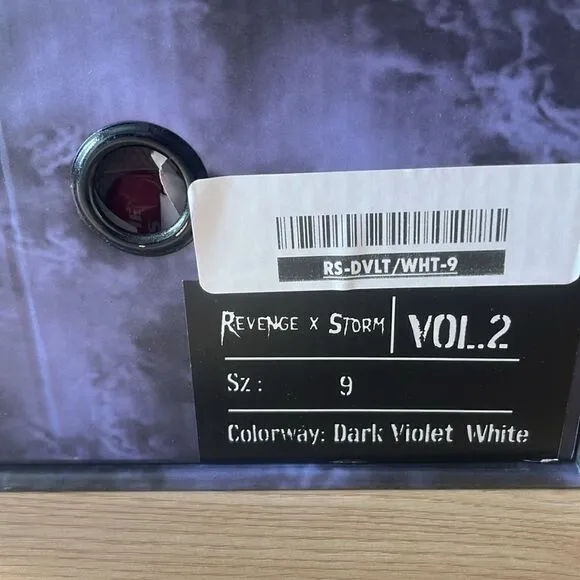 RS-DVLT/WHT-9
REVENGE X STORM VOL.2
Sz: 9
Colorway: Dark Violet White